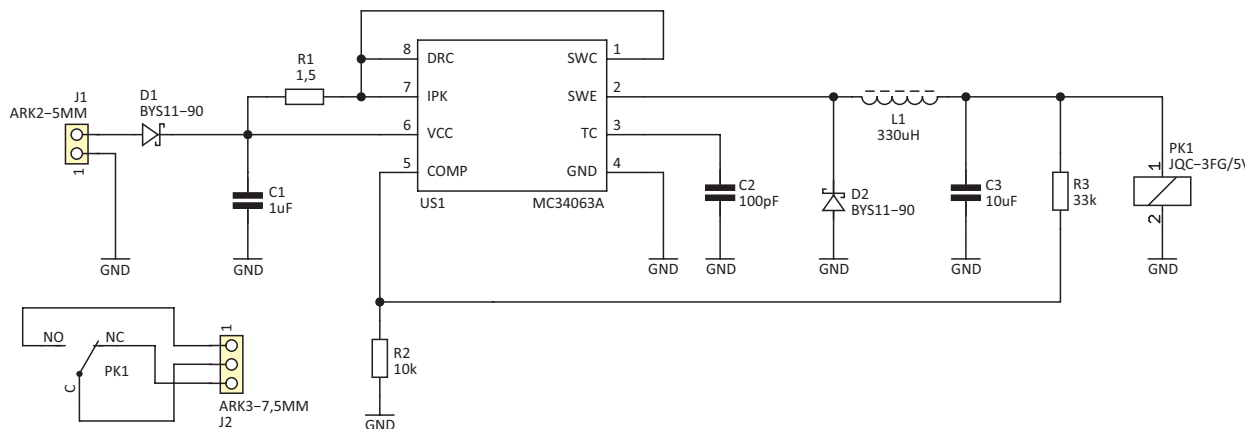 J1
ARK2-5MM
1
GND
D1
BYS11-90
R1
1,5
C1
1uF
GND
8 DRC
7 IPK
6 VCC
5 COMP
SWC 1
SWE 2
TC 3
GND 4
US1 MC34063A
GND
C2
100pF
GND
D2
BYS11-90
GND
L1
330uH
C3
10uF
GND
R3
33k
PK1
JQC-3FG/5V
1
2
GND
R2
10k
GND
NO NC
C
PK1
1
ARK3-7,5MM
J2